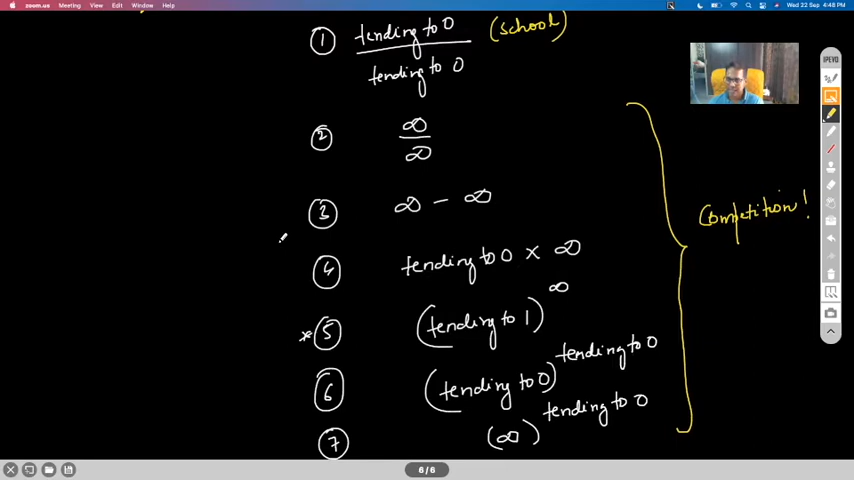 zoom.us Meeting View Edit Window Help
Wed 22 Sep 4:48 PM
① tending to 0 (school)
tending to 0
IPEVO
② ∞
∞
③ ∞ - ∞
Competition!
④ tending to 0 × ∞
*⑤ (tending to 1)^∞
⑥ (tending to 0)^tending to 0
⑦ (∞)^tending to 0
6/6